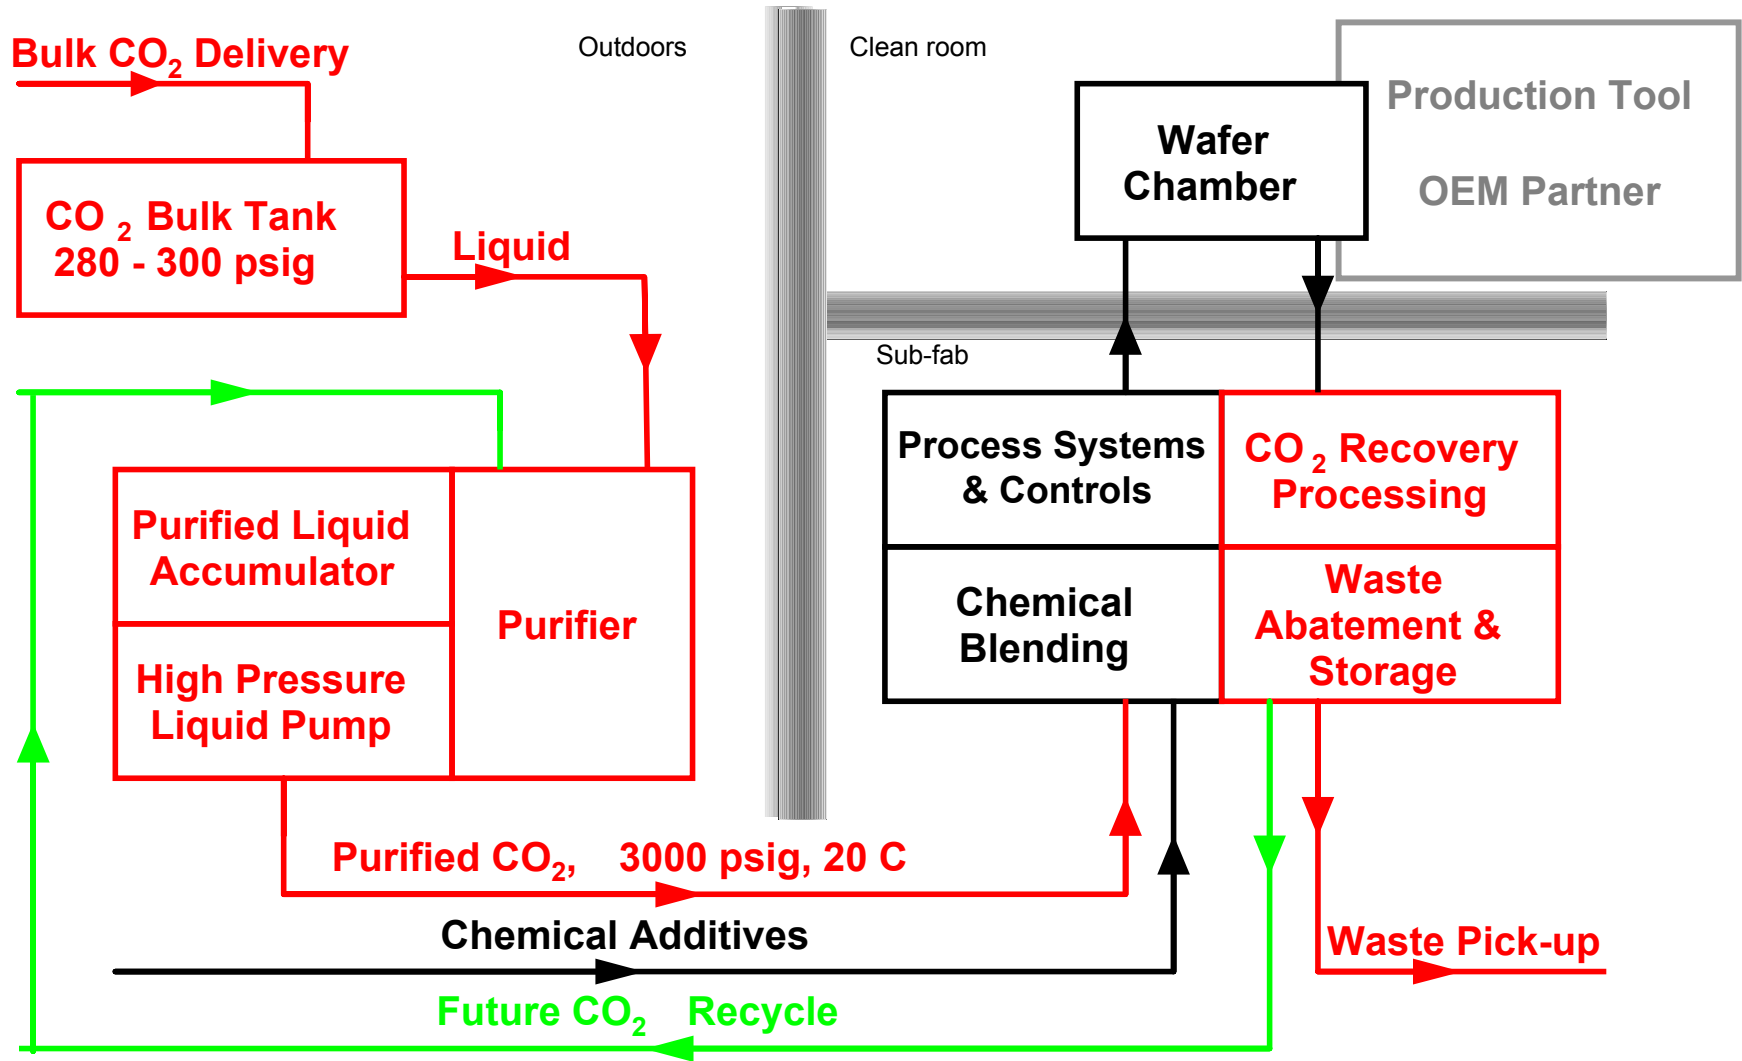 Bulk CO2 Delivery
Outdoors
Clean room
Production Tool
OEM Partner
Wafer
Chamber
CO 2 Bulk Tank
280 - 300 psig
Liquid
Sub-fab
Process Systems
& Controls
CO 2 Recovery
Processing
Purified Liquid
Accumulator
Purifier
High Pressure
Liquid Pump
Chemical
Blending
Waste
Abatement &
Storage
Purified CO2, 3000 psig, 20 C
Chemical Additives
Waste Pick-up
Future CO2 Recycle